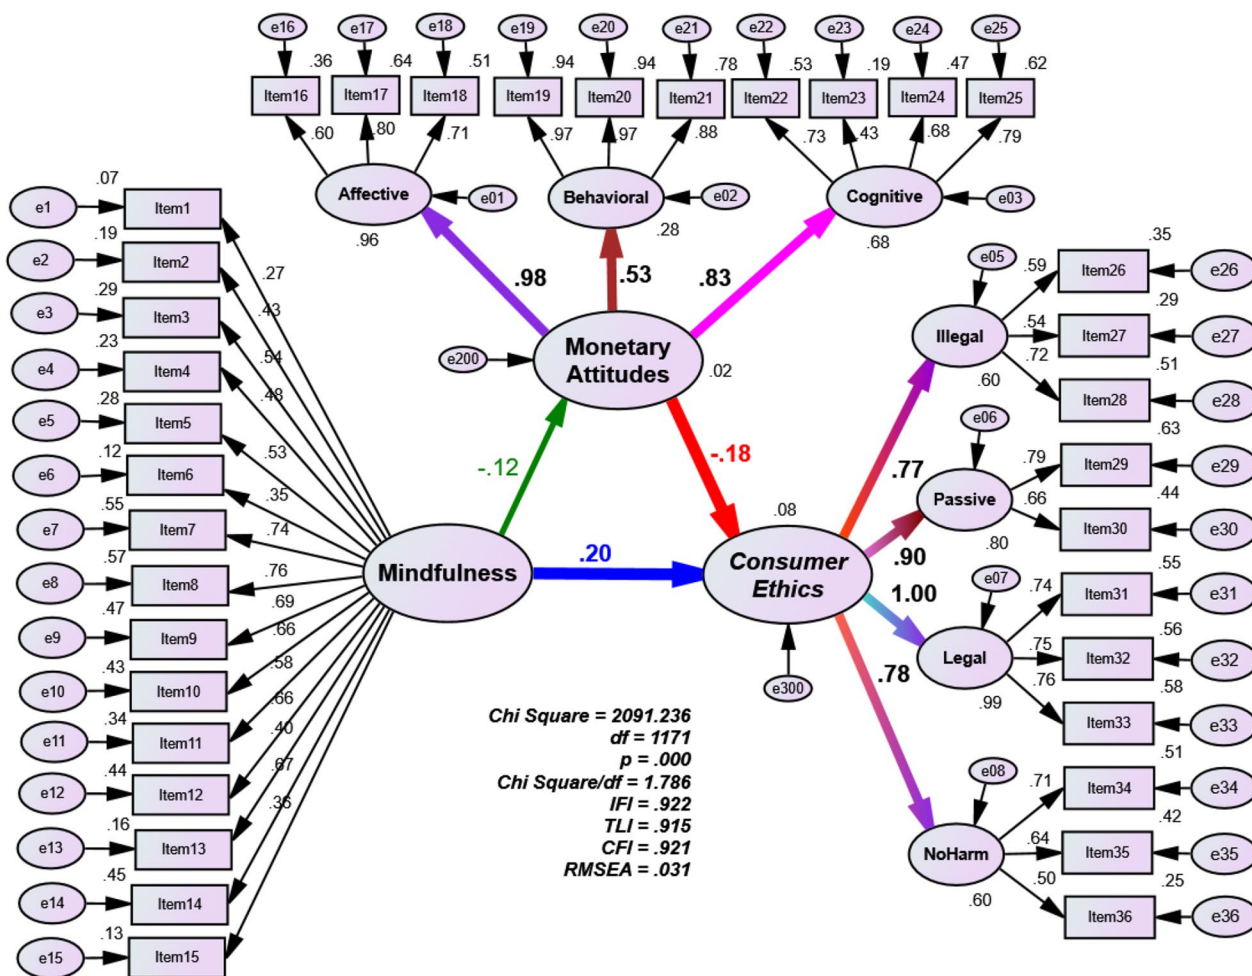 e16 e17 e18 e19 e20 e21 e22 e23 e24 e25
.36 .64 .51 .94 .94 .78 .53 .19 .47 .62
Item16 Item17 Item18 Item19 Item20 Item21 Item22 Item23 Item24 Item25
.60 .80 .71 .97 .97 .88 .73 .43 .68 .79
Affective e01 Behavioral e02 Cognitive e03
.96 .28 .68
.98 .53 .83
e200 Monetary
Attitudes
.02
-.12 -.18
.07
e1 Item1
.27
.19
e2 Item2
.43
.29
e3 Item3
.54
.23
e4 Item4
.48
.28
e5 Item5
.53
.12
e6 Item6
.35
.55
e7 Item7
.74
.57
e8 Item8
.76
.47
e9 Item9
.69
.43
e10 Item10
.66
.34
e11 Item11
.58
.44
e12 Item12
.66
.16
e13 Item13
.40
.45
e14 Item14
.67
.13
e15 Item15
.36
Mindfulness
.20
.08
Consumer
Ethics
e300
.77
.90
1.00
.78
e05
Illegal
.60
.59 Item26 .35 e26
.54 Item27 .29 e27
.72 Item28 .51 e28
e06
Passive
.80
.79 Item29 .63 e29
.66 Item30 .44 e30
e07
Legal
.99
.74 Item31 .55 e31
.75 Item32 .56 e32
.76 Item33 .58 e33
e08
NoHarm
.60
.71 Item34 .51 e34
.64 Item35 .42 e35
.50 Item36 .25 e36
Chi Square = 2091.236
df = 1171
p = .000
Chi Square/df = 1.786
IFI = .922
TLI = .915
CFI = .921
RMSEA = .031